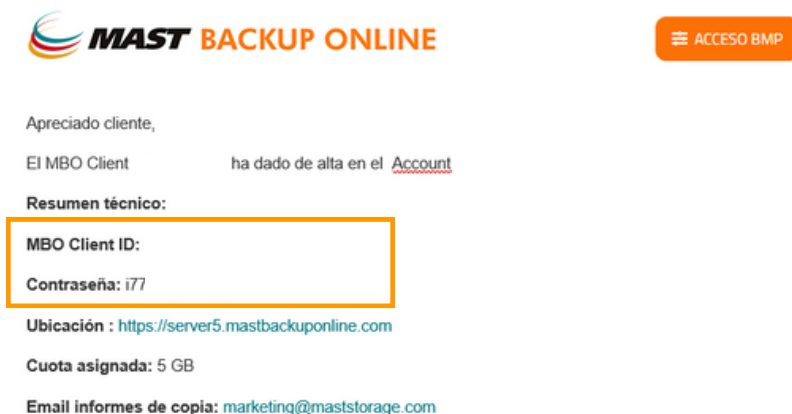 MAST BACKUP ONLINE
ACCESO BMP
Apreciado cliente,
El MBO Client ha dado de alta en el Account
Resumen técnico:
MBO Client ID:
Contraseña: i77
Ubicación : https://server5.mastbackuponline.com
Cuota asignada: 5 GB
Email informes de copia: marketing@maststorage.com